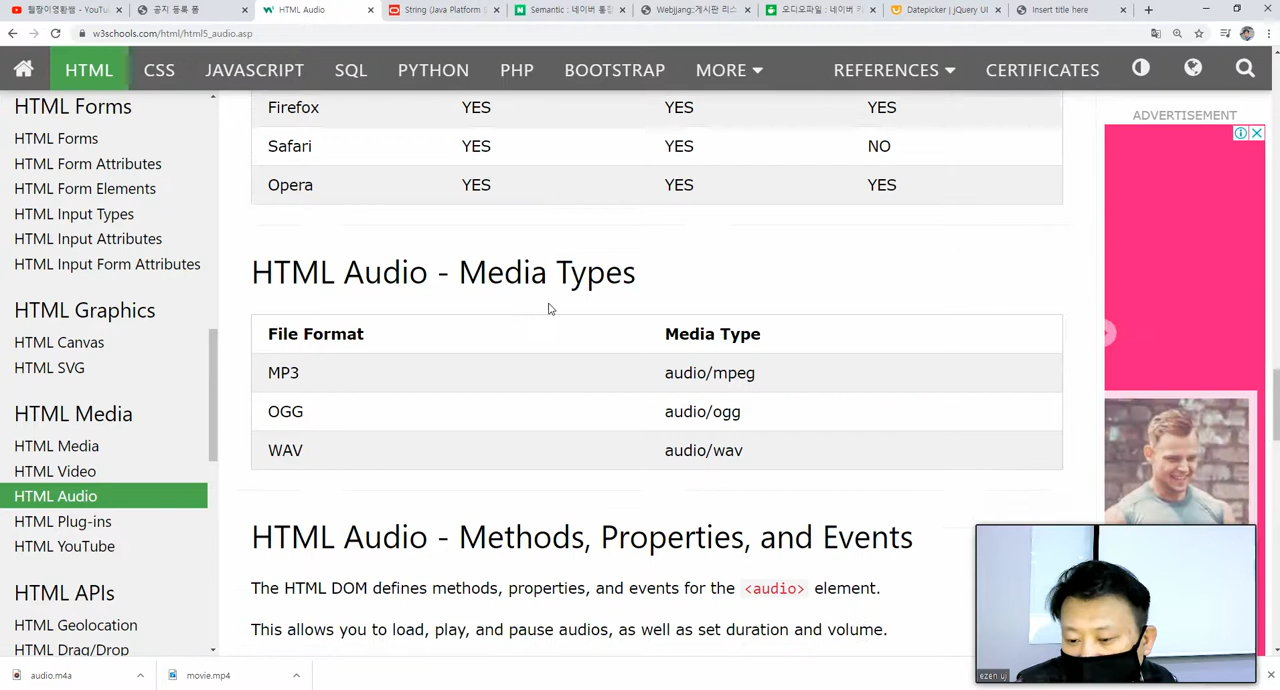 웹짱이영환쌤 - YouTu
공지 등록 폼
HTML Audio
String (Java Platform S
Semantic : 네이버 통합
Webjjang::게시판 리스
오디오파일 : 네이버 카
Datepicker | jQuery UI
Insert title here
w3schools.com/html/html5_audio.asp
HTML CSS JAVASCRIPT SQL PYTHON PHP BOOTSTRAP MORE REFERENCES CERTIFICATES
HTML Forms
HTML Forms
HTML Form Attributes
HTML Form Elements
HTML Input Types
HTML Input Attributes
HTML Input Form Attributes
HTML Graphics
HTML Canvas
HTML SVG
HTML Media
HTML Media
HTML Video
HTML Audio
HTML Plug-ins
HTML YouTube
HTML APIs
HTML Geolocation
HTML Drag/Drop
Firefox YES YES YES
Safari YES YES NO
Opera YES YES YES
HTML Audio - Media Types
File Format Media Type
MP3 audio/mpeg
OGG audio/ogg
WAV audio/wav
HTML Audio - Methods, Properties, and Events
The HTML DOM defines methods, properties, and events for the <audio> element.
This allows you to load, play, and pause audios, as well as set duration and volume.
ADVERTISEMENT
ezen uj
audio.m4a
movie.mp4